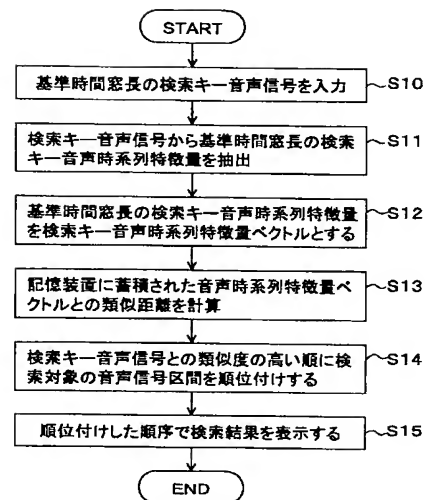 START
基準時間窓長の検索キー音声信号を入力
S10
検索キー音声信号から基準時間窓長の検索
キー音声時系列特徴量を抽出
S11
基準時間窓長の検索キー音声時系列特徴量
を検索キー音声時系列特徴量ベクトルとする
S12
記憶装置に蓄積された音声時系列特徴量ベ
クトルとの類似距離を計算
S13
検索キー音声信号との類似度の高い順に検
索対象の音声信号区間を順位付けする
S14
順位付けした順序で検索結果を表示する
S15
END